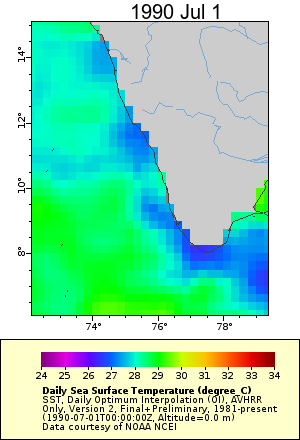 1990 Jul 1
14°
12°
10°
8°
74°
76°
78°
24 25 26 27 28 29 30 31 32 33 34
Daily Sea Surface Temperature (degree_C)
SST, Daily Optimum Interpolation (OI), AVHRR
Only, Version 2, Final+Preliminary, 1981-present
(1990-07-01T00:00:00Z, Altitude=0.0 m)
Data courtesy of NOAA NCEI